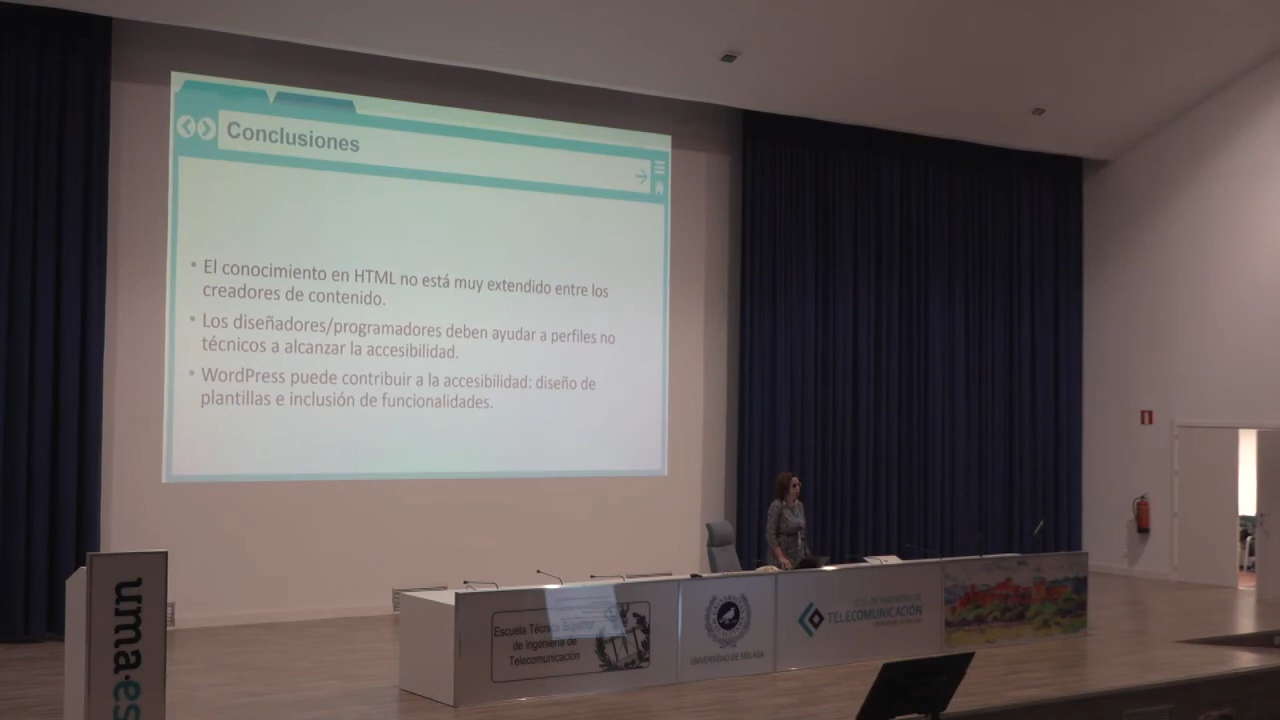 Conclusiones
• El conocimiento en HTML no está muy extendido entre los
creadores de contenido.
• Los diseñadores/programadores deben ayudar a perfiles no
técnicos a alcanzar la accesibilidad.
• WordPress puede contribuir a la accesibilidad: diseño de
plantillas e inclusión de funcionalidades.
uma.es
Escuela Técnica Superior
de Ingeniería de
Telecomunicación
UNIVERSIDAD DE MÁLAGA
TELECOMUNICACIÓN